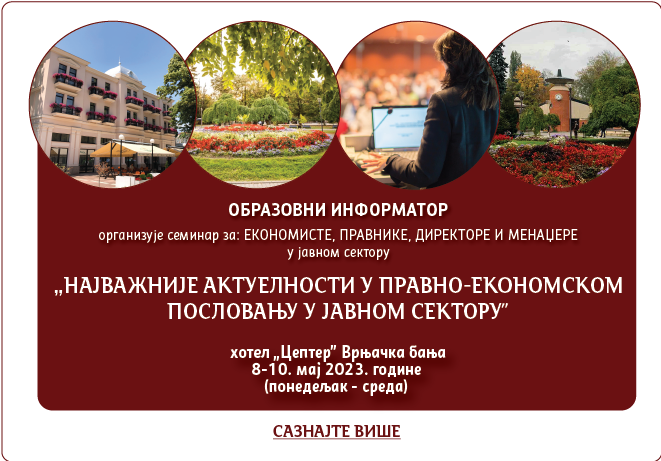 ОБРАЗОВНИ ИНФОРМАТОР
организује семинар за: ЕКОНОМИСТЕ, ПРАВНИКЕ, ДИРЕКТОРЕ И МЕНАЏЕРЕ
у јавном сектору
„НАЈВАЖНИЈЕ АКТУЕЛНОСТИ У ПРАВНО-ЕКОНОМСКОМ
ПОСЛОВАЊУ У ЈАВНОМ СЕКТОРУ”
хотел „Цептер” Врњачка бања
8-10. мај 2023. године
(понедељак - среда)
САЗНАЈТЕ ВИШЕ